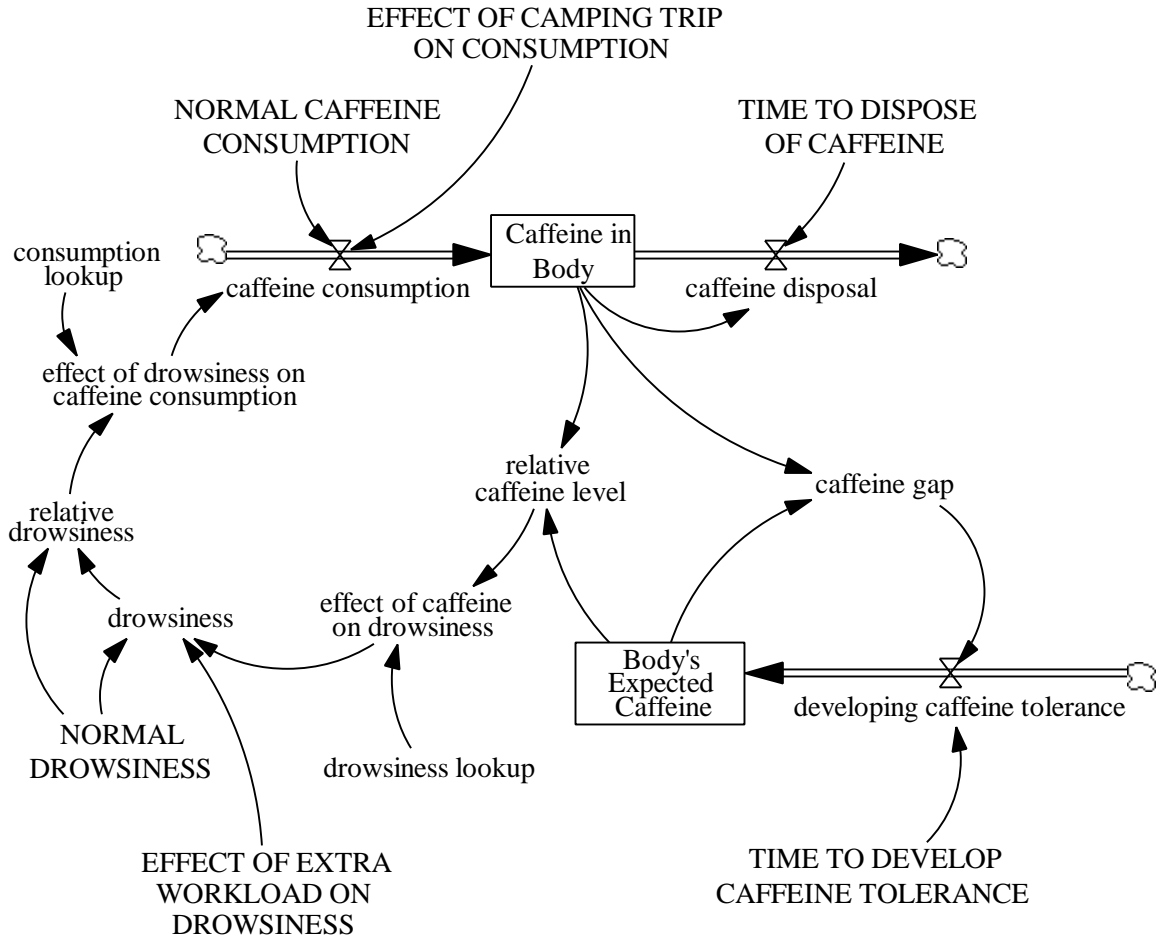 EFFECT OF CAMPING TRIP
ON CONSUMPTION
NORMAL CAFFEINE
CONSUMPTION
TIME TO DISPOSE
OF CAFFEINE
consumption
lookup
caffeine consumption
Caffeine in
Body
caffeine disposal
effect of drowsiness on
caffeine consumption
relative
caffeine level
caffeine gap
relative
drowsiness
drowsiness
effect of caffeine
on drowsiness
Body's
Expected
Caffeine
developing caffeine tolerance
NORMAL
DROWSINESS
drowsiness lookup
EFFECT OF EXTRA
WORKLOAD ON
DROWSINESS
TIME TO DEVELOP
CAFFEINE TOLERANCE